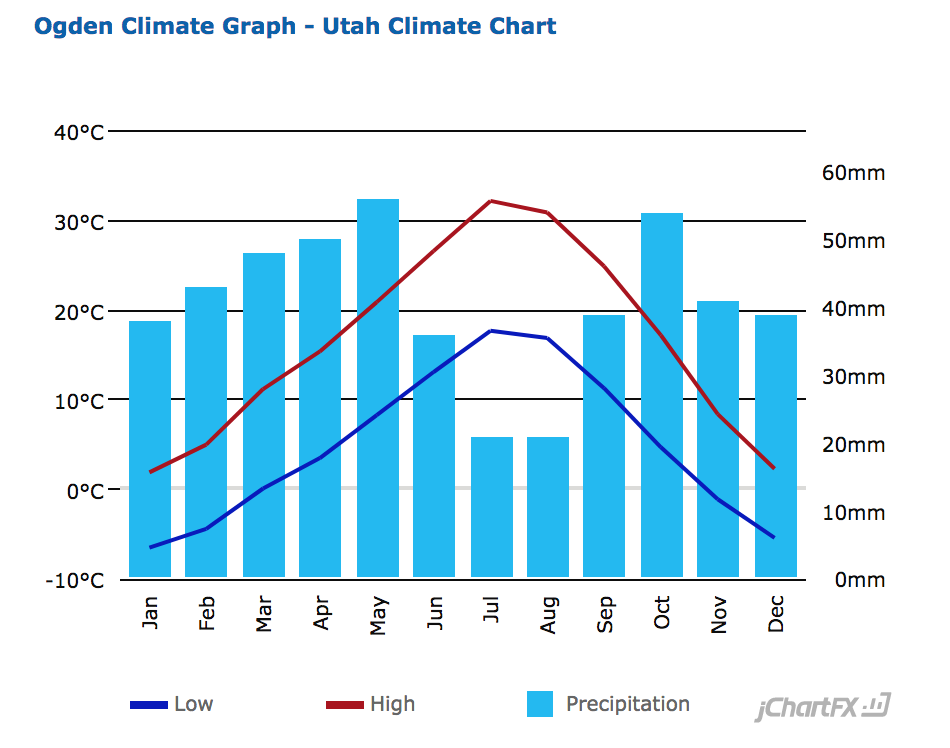 Ogden Climate Graph – Utah Climate Chart
40°C
60mm
30°C
50mm
20°C
40mm
30mm
10°C
20mm
0°C
10mm
-10°C
0mm
Jan Feb Mar Apr May Jun Jul Aug Sep Oct Nov Dec
Low High Precipitation
jChartFX